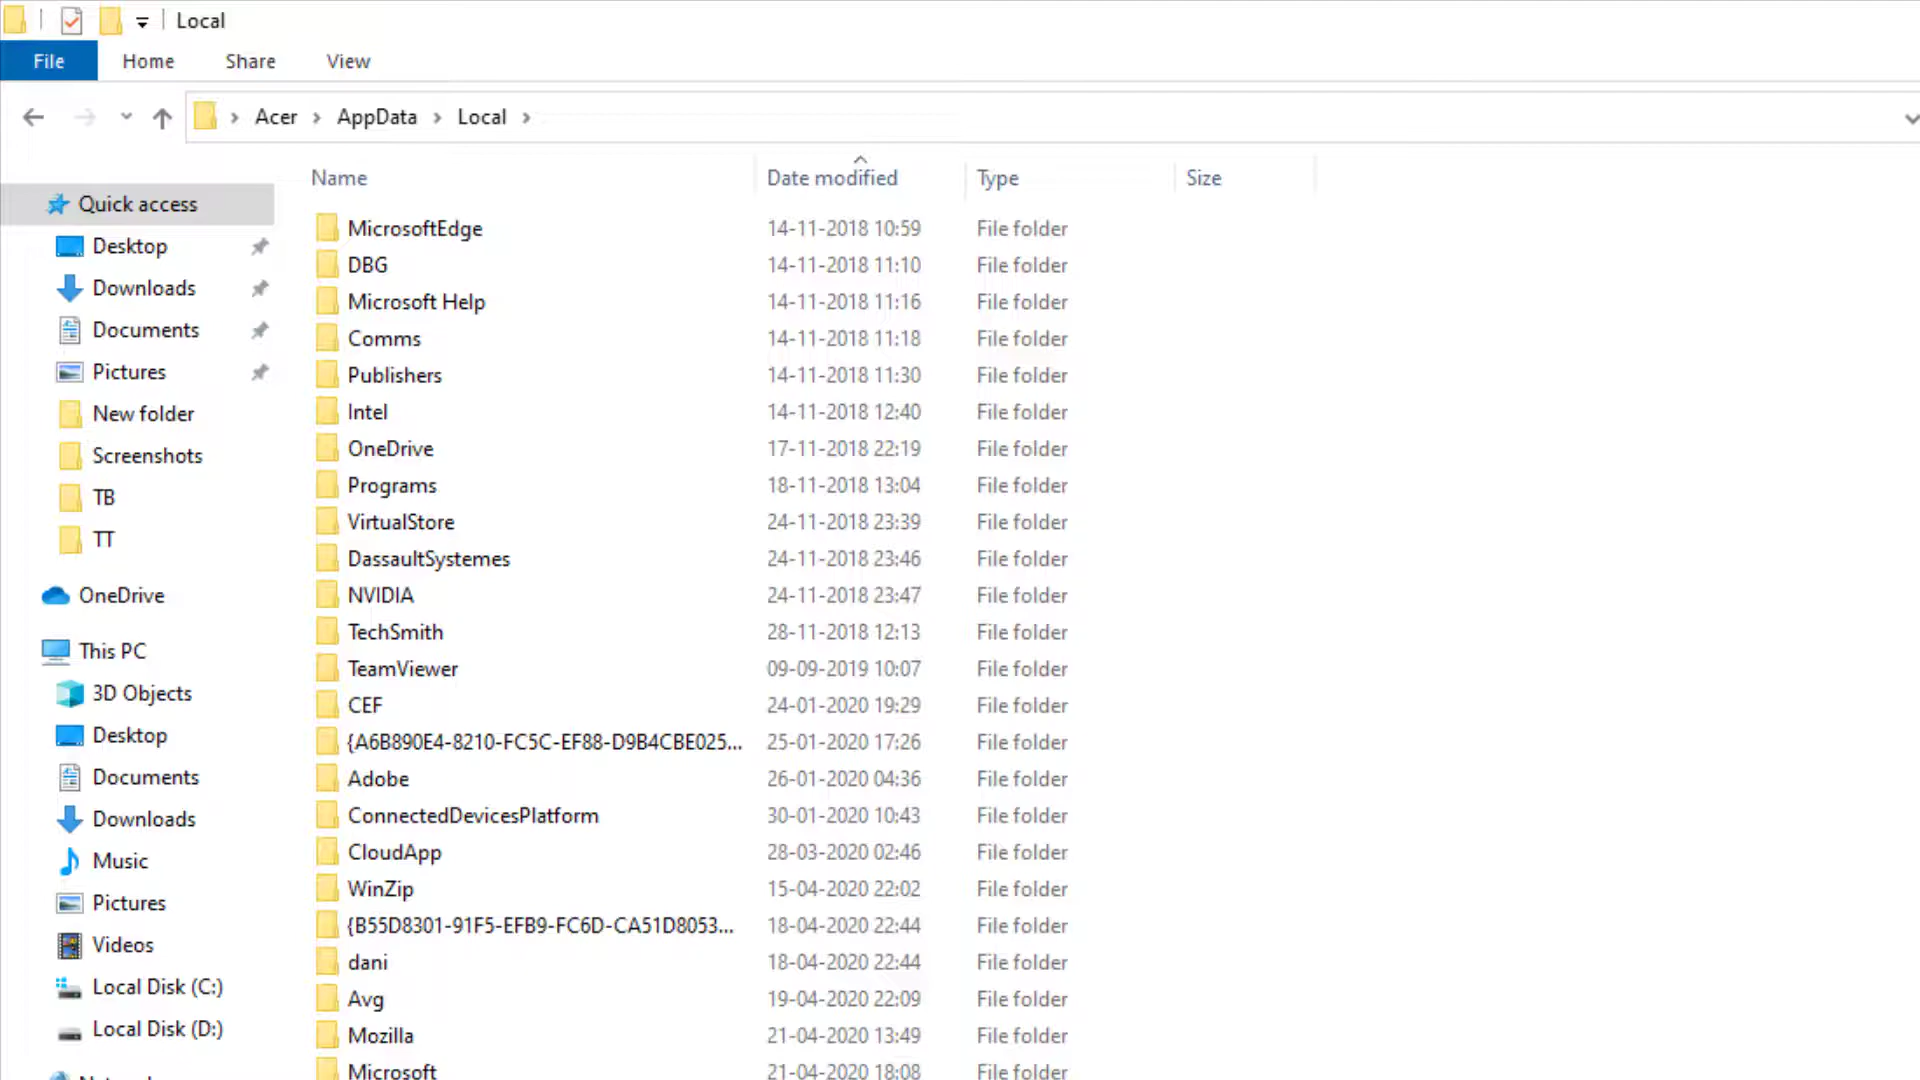 Local
File Home Share View
Acer AppData Local
Name Date modified Type Size
Quick access
Desktop
Downloads
Documents
Pictures
New folder
Screenshots
TB
TT
OneDrive
This PC
3D Objects
Desktop
Documents
Downloads
Music
Pictures
Videos
Local Disk (C:)
Local Disk (D:)
MicrosoftEdge 14-11-2018 10:59 File folder
DBG 14-11-2018 11:10 File folder
Microsoft Help 14-11-2018 11:16 File folder
Comms 14-11-2018 11:18 File folder
Publishers 14-11-2018 11:30 File folder
Intel 14-11-2018 12:40 File folder
OneDrive 17-11-2018 22:19 File folder
Programs 18-11-2018 13:04 File folder
VirtualStore 24-11-2018 23:39 File folder
DassaultSystemes 24-11-2018 23:46 File folder
NVIDIA 24-11-2018 23:47 File folder
TechSmith 28-11-2018 12:13 File folder
TeamViewer 09-09-2019 10:07 File folder
CEF 24-01-2020 19:29 File folder
{A6B890E4-8210-FC5C-EF88-D9B4CBE025... 25-01-2020 17:26 File folder
Adobe 26-01-2020 04:36 File folder
ConnectedDevicesPlatform 30-01-2020 10:43 File folder
CloudApp 28-03-2020 02:46 File folder
WinZip 15-04-2020 22:02 File folder
{B55D8301-91F5-EFB9-FC6D-CA51D8053... 18-04-2020 22:44 File folder
dani 18-04-2020 22:44 File folder
Avg 19-04-2020 22:09 File folder
Mozilla 21-04-2020 13:49 File folder
Microsoft 21-04-2020 18:08 File folder